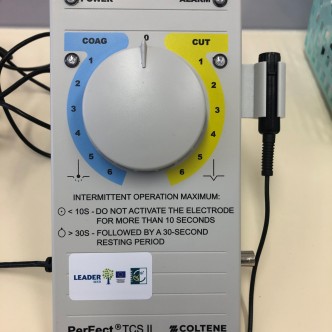 POWER ALARM
0
COAG CUT
1 1
2 2
3 3
4 4
5 5
6 6
INTERMITTENT OPERATION MAXIMUM:
< 10S - DO NOT ACTIVATE THE ELECTRODE
FOR MORE THAN 10 SECONDS
> 30S - FOLLOWED BY A 30-SECOND
RESTING PERIOD
LEADER
PerFect® TCS II COLTENE